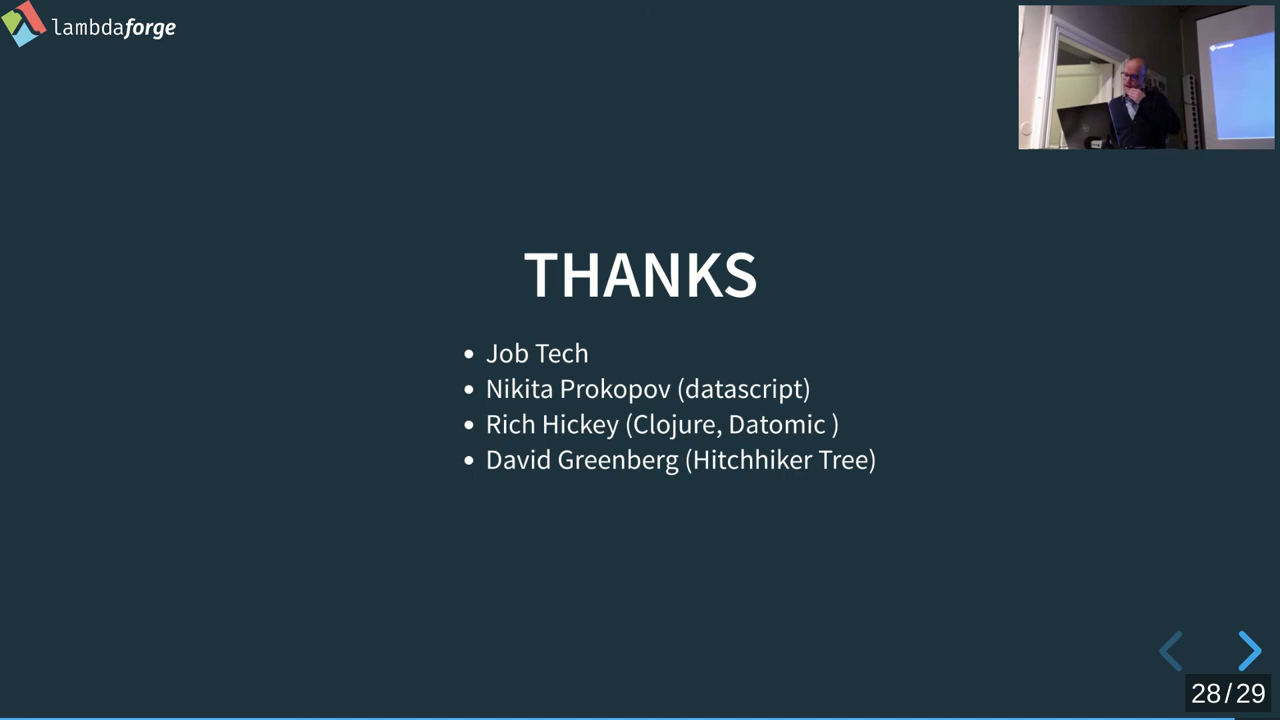 lambdaforge
THANKS
Job Tech
Nikita Prokopov (datascript)
Rich Hickey (Clojure, Datomic )
David Greenberg (Hitchhiker Tree)
28/29